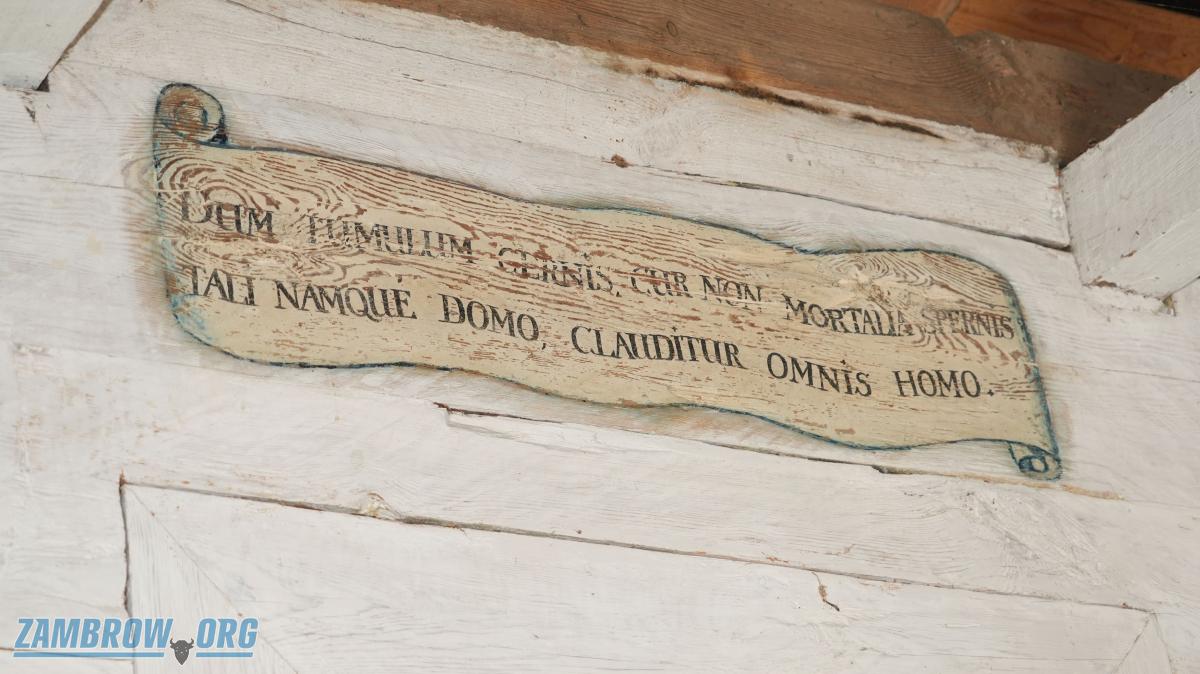 DUM TUMULUM CERNIS, CUR NON MORTALIA SPERNIS
TALI NAMQUE DOMO, CLAUDITUR OMNIS HOMO.
ZAMBROW.ORG